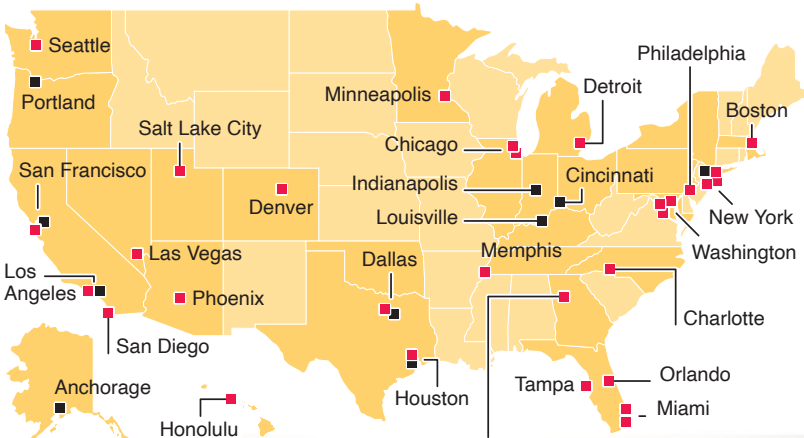 Seattle
Philadelphia
Detroit
Portland
Minneapolis
Boston
Salt Lake City
Chicago
San Francisco
Cincinnati
Indianapolis
Denver
Louisville
New York
Las Vegas
Memphis
Washington
Dallas
Los
Angeles
Phoenix
Charlotte
San Diego
Orlando
Anchorage
Tampa
Houston
Miami
Honolulu